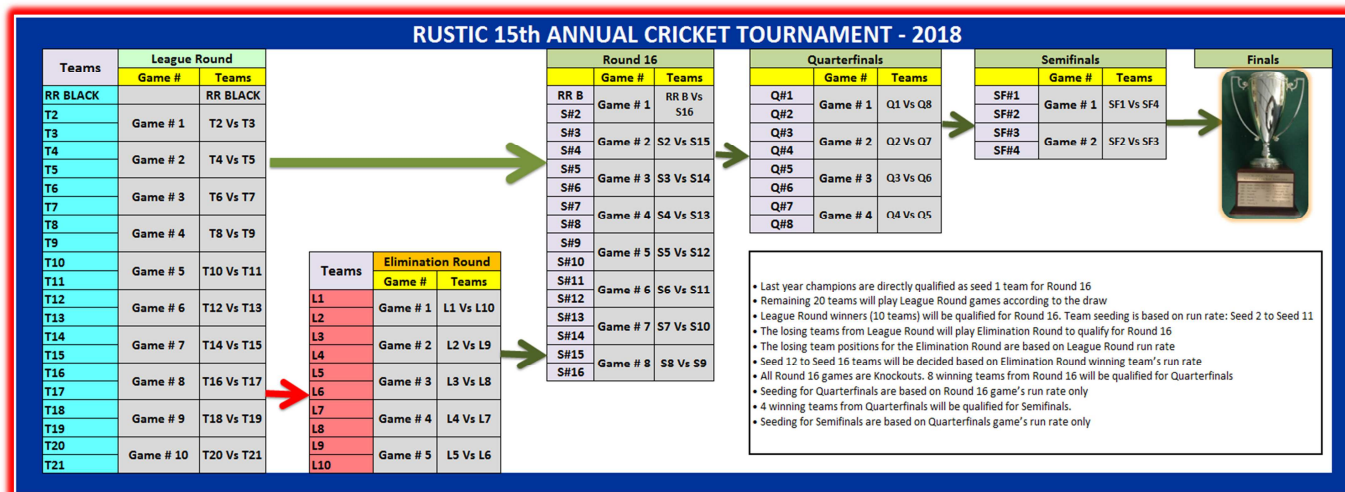 RUSTIC 15th ANNUAL CRICKET TOURNAMENT - 2018
Teams
League Round
Game # Teams
RR BLACK RR BLACK
T2
T3
Game # 1 T2 Vs T3
T4
T5
Game # 2 T4 Vs T5
T6
T7
Game # 3 T6 Vs T7
T8
T9
Game # 4 T8 Vs T9
T10
T11
Game # 5 T10 Vs T11
T12
T13
Game # 6 T12 Vs T13
T14
T15
Game # 7 T14 Vs T15
T16
T17
Game # 8 T16 Vs T17
T18
T19
Game # 9 T18 Vs T19
T20
T21
Game # 10 T20 Vs T21
Teams
Elimination Round
Game # Teams
L1
L2
Game # 1 L1 Vs L10
L3
L4
Game # 2 L2 Vs L9
L5
L6
Game # 3 L3 Vs L8
L7
L8
Game # 4 L4 Vs L7
L9
L10
Game # 5 L5 Vs L6
Round 16
Game # Teams
RR B
S#2
Game # 1 RR B Vs
S16
S#3
S#4
Game # 2 S2 Vs S15
S#5
S#6
Game # 3 S3 Vs S14
S#7
S#8
Game # 4 S4 Vs S13
S#9
S#10
Game # 5 S5 Vs S12
S#11
S#12
Game # 6 S6 Vs S11
S#13
S#14
Game # 7 S7 Vs S10
S#15
S#16
Game # 8 S8 Vs S9
Quarterfinals
Game # Teams
Q#1
Q#2
Game # 1 Q1 Vs Q8
Q#3
Q#4
Game # 2 Q2 Vs Q7
Q#5
Q#6
Game # 3 Q3 Vs Q6
Q#7
Q#8
Game # 4 Q4 Vs Q5
Semifinals
Game # Teams
SF#1
SF#2
Game # 1 SF1 Vs SF4
SF#3
SF#4
Game # 2 SF2 Vs SF3
Finals
• Last year champions are directly qualified as seed 1 team for Round 16
• Remaining 20 teams will play League Round games according to the draw
• League Round winners (10 teams) will be qualified for Round 16. Team seeding is based on run rate: Seed 2 to Seed 11
• The losing teams from League Round will play Elimination Round to qualify for Round 16
• The losing team positions for the Elimination Round are based on League Round run rate
• Seed 12 to Seed 16 teams will be decided based on Elimination Round winning team's run rate
• All Round 16 games are Knockouts. 8 winning teams from Round 16 will be qualified for Quarterfinals
• Seeding for Quarterfinals are based on Round 16 game's run rate only
• 4 winning teams from Quarterfinals will be qualified for Semifinals.
• Seeding for Semifinals are based on Quarterfinals game's run rate only